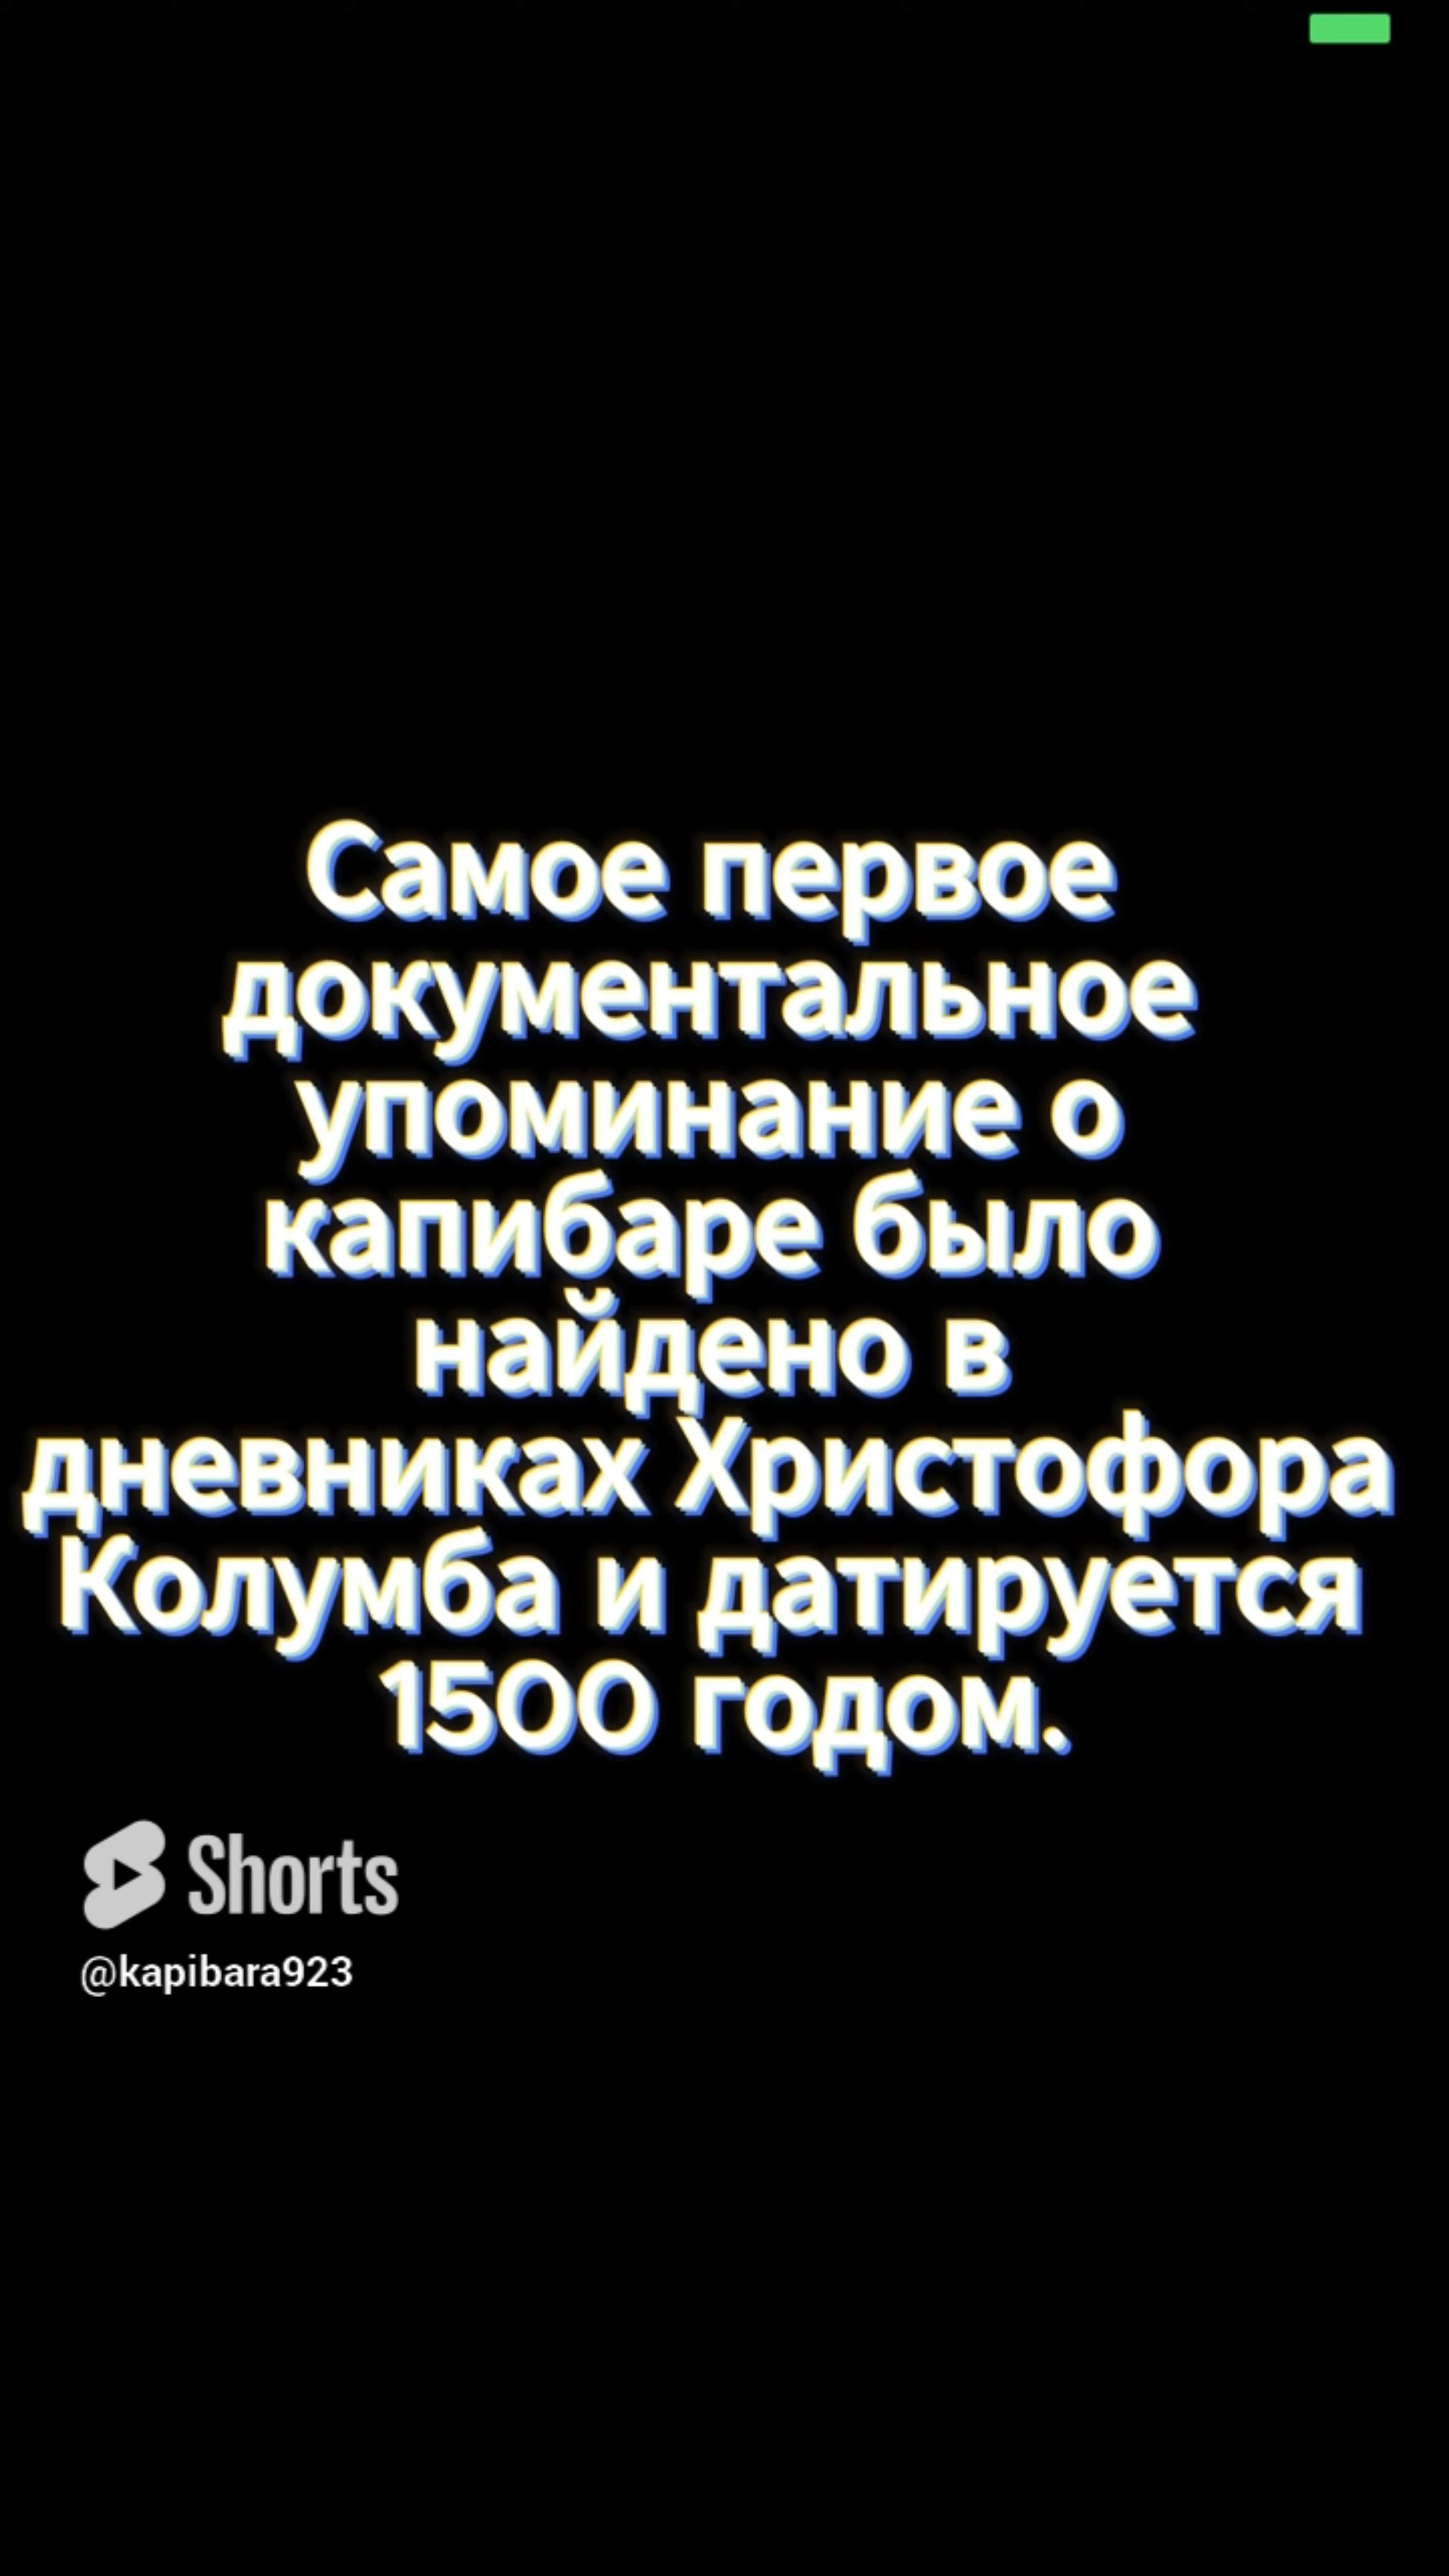 Самое первое
документальное
упоминание о
капибаре было
найдено в
дневниках Христофора
Колумба и датируется
1500 годом.
Shorts
@kapibara923